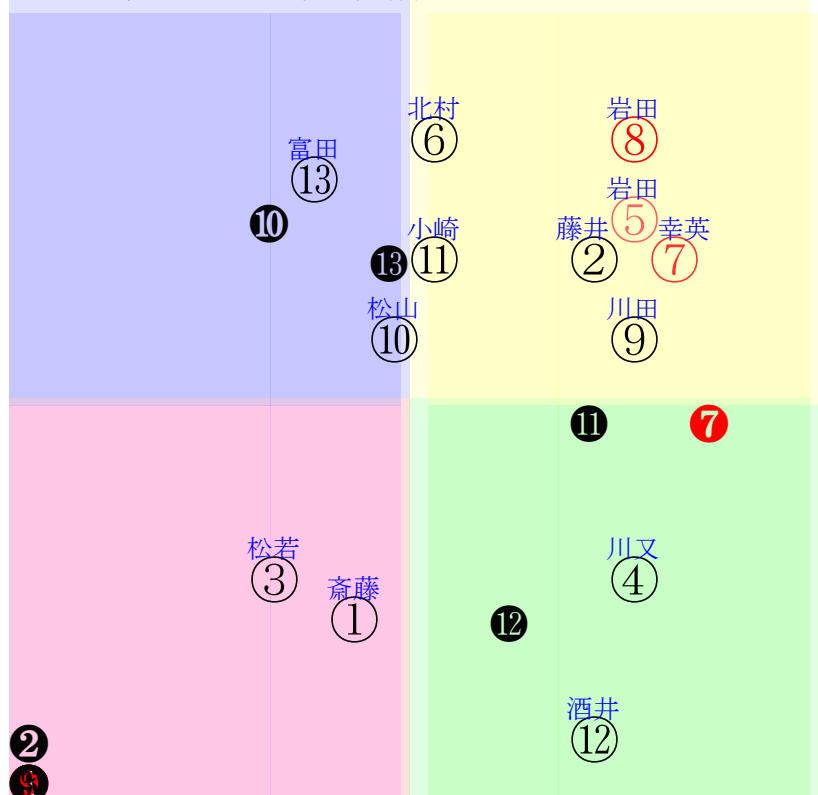 北村
岩田
⑥
⑧
富田
⑬
岩田
⑤
❿
小崎
藤井
幸英
⓭
⑪
②
⑦
松山
川田
⑩
⑨
⓫
❼
松若
川又
③
④
斎藤
①
⓬
酒井
⑫
❷